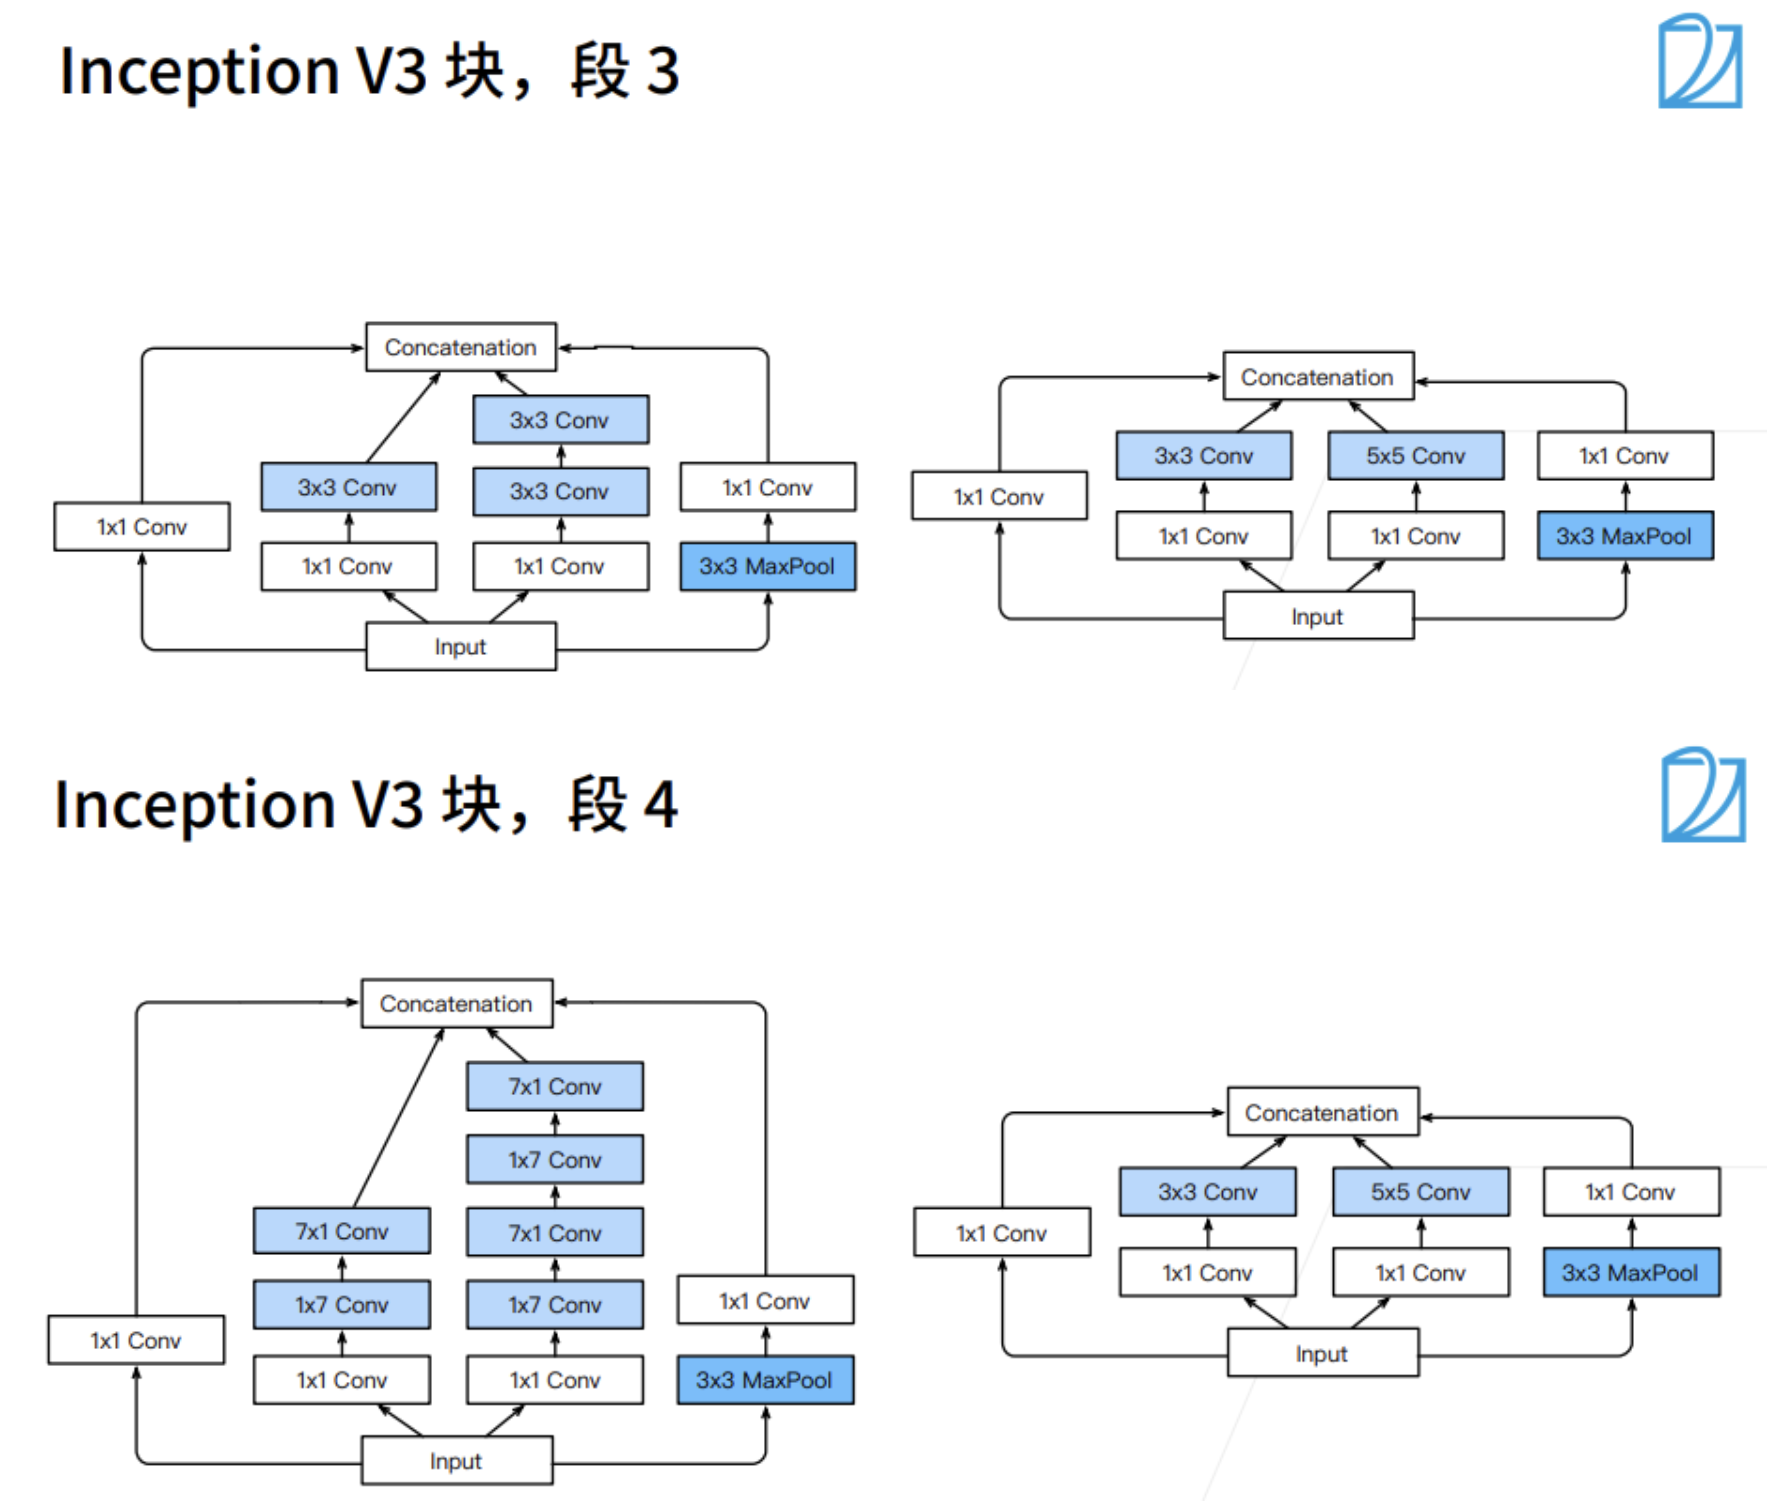 Inception V3 块，段 3
Concatenation
3x3 Conv
3x3 Conv
3x3 Conv
1x1 Conv
1x1 Conv
1x1 Conv
1x1 Conv
3x3 MaxPool
Input
Concatenation
3x3 Conv
5x5 Conv
1x1 Conv
1x1 Conv
1x1 Conv
1x1 Conv
3x3 MaxPool
Input
Inception V3 块，段 4
Concatenation
7x1 Conv
1x7 Conv
7x1 Conv
7x1 Conv
1x7 Conv
1x7 Conv
1x1 Conv
1x1 Conv
1x1 Conv
1x1 Conv
3x3 MaxPool
Input
Concatenation
3x3 Conv
5x5 Conv
1x1 Conv
1x1 Conv
1x1 Conv
1x1 Conv
3x3 MaxPool
Input